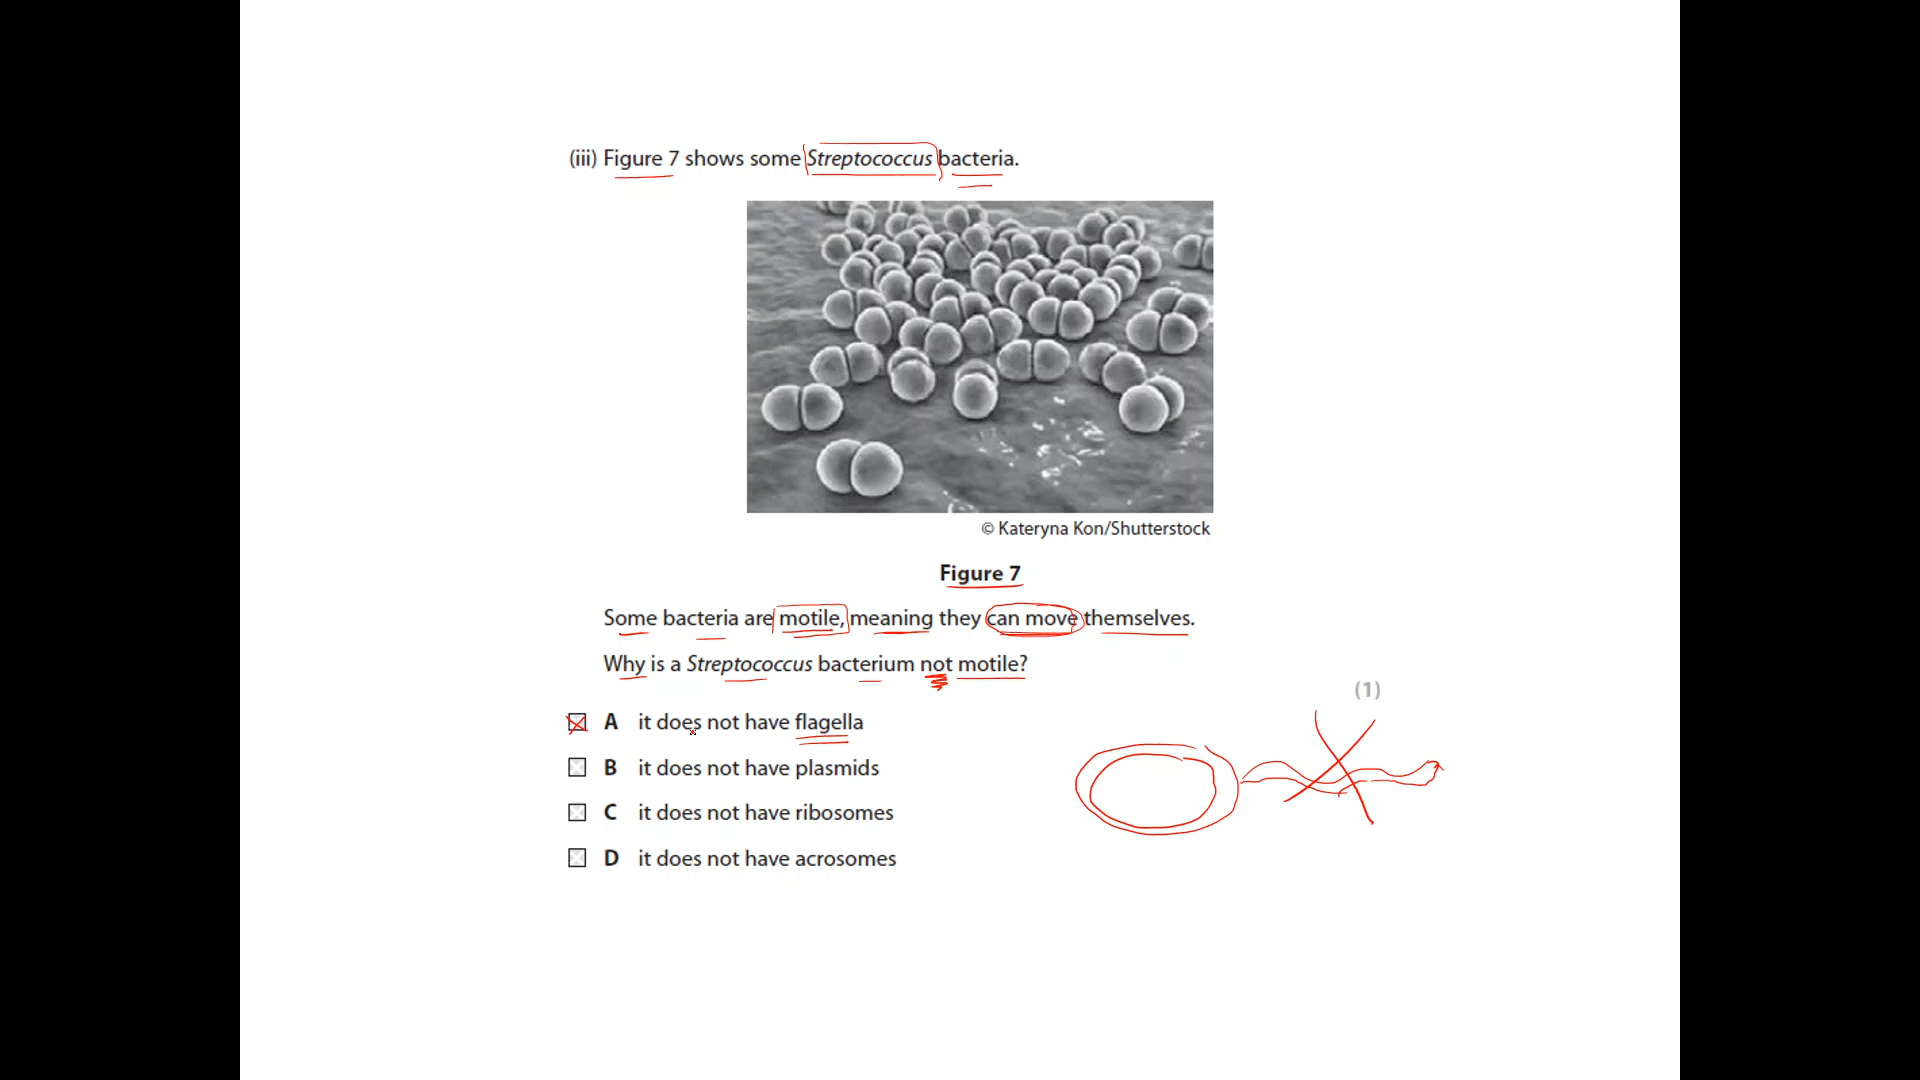 (iii) Figure 7 shows some Streptococcus bacteria.
© Kateryna Kon/Shutterstock
Figure 7
Some bacteria are motile, meaning they can move themselves.
Why is a Streptococcus bacterium not motile?
(1)
A it does not have flagella
B it does not have plasmids
C it does not have ribosomes
D it does not have acrosomes